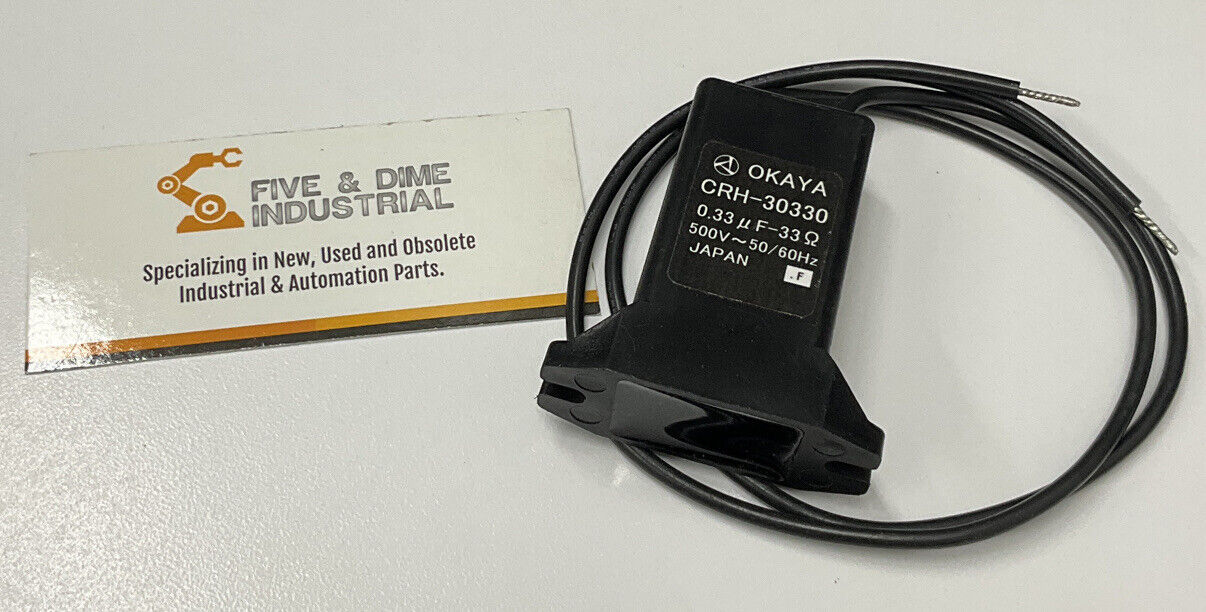 FIVE & DIME
INDUSTRIAL
Specializing in New, Used and Obsolete
Industrial & Automation Parts.
OKAYA
CRH-30330
0.33μF-33Ω
500V~50/60Hz
JAPAN
.F